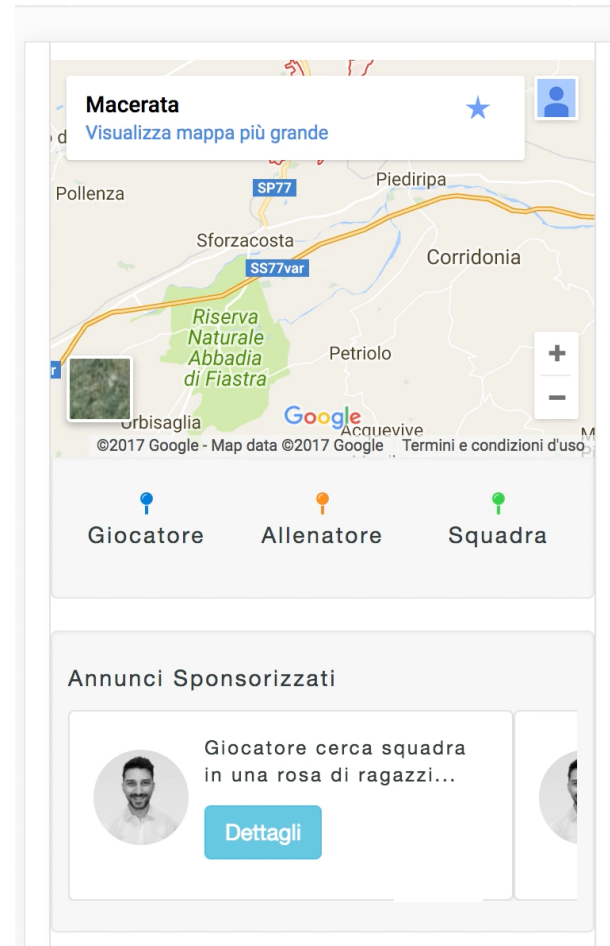 Macerata
Visualizza mappa più grande
d
Pollenza
SP77
Piediripa
Sforzacosta
SS77var
Corridonia
Riserva
Naturale
Abbadia
di Fiastra
Petriolo
r
+
−
Urbisaglia
Google
Acquevive
M
©2017 Google - Map data ©2017 Google Termini e condizioni d'uso
Giocatore Allenatore Squadra
Annunci Sponsorizzati
Giocatore cerca squadra
in una rosa di ragazzi...
Dettagli